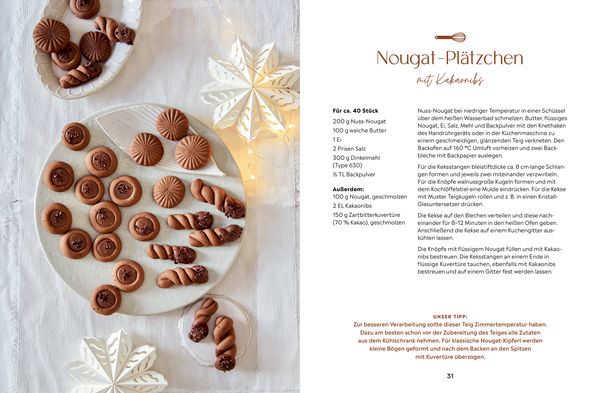 Nougat-Plätzchen
mit Kakaonibs
Für ca. 40 Stück
200 g Nuss-Nougat
100 g weiche Butter
1 Ei
2 Prisen Salz
300 g Dinkelmehl
(Type 630)
½ TL Backpulver
Außerdem:
100 g Nougat, geschmolzen
2 EL Kakaonibs
150 g Zartbitterkuvertüre
(70 % Kakao), geschmolzen
Nuss-Nougat bei niedriger Temperatur in einer Schüssel
über dem heißen Wasserbad schmelzen. Butter, flüssiges
Nougat, Ei, Salz, Mehl und Backpulver mit den Knethaken
des Handrührgeräts oder in der Küchenmaschine zu
einem geschmeidigen, glänzenden Teig verkneten. Den
Backofen auf 160 °C Umluft vorheizen und zwei Back-
bleche mit Backpapier auslegen.
Für die Keksstangen bleistiftdicke ca. 8 cm lange Schlan-
gen formen und jeweils zwei miteinander verzwirbeln.
Für die Knöpfe walnussgroße Kugeln formen und mit
dem Kochlöffelstiel eine Mulde eindrücken. Für die Kekse
mit Muster Teigkugeln rollen und z. B. in einen Kristall-
Glasuntersetzer drücken.
Die Kekse auf den Blechen verteilen und diese nach-
einander für 8–12 Minuten in den heißen Ofen geben.
Anschließend die Kekse auf einem Kuchengitter aus-
kühlen lassen.
Die Knöpfe mit flüssigem Nougat füllen und mit Kakao-
nibs bestreuen. Die Keksstangen an einem Ende in
flüssige Kuvertüre tauchen, ebenfalls mit Kakaonibs
bestreuen und auf einem Gitter fest werden lassen.
UNSER TIPP:
Zur besseren Verarbeitung sollte dieser Teig Zimmertemperatur haben.
Dazu am besten schon vor der Zubereitung des Teiges alle Zutaten
aus dem Kühlschrank nehmen. Für klassische Nougat-Kipferl werden
kleine Bögen geformt und nach dem Backen an den Spitzen
mit Kuvertüre überzogen.
31